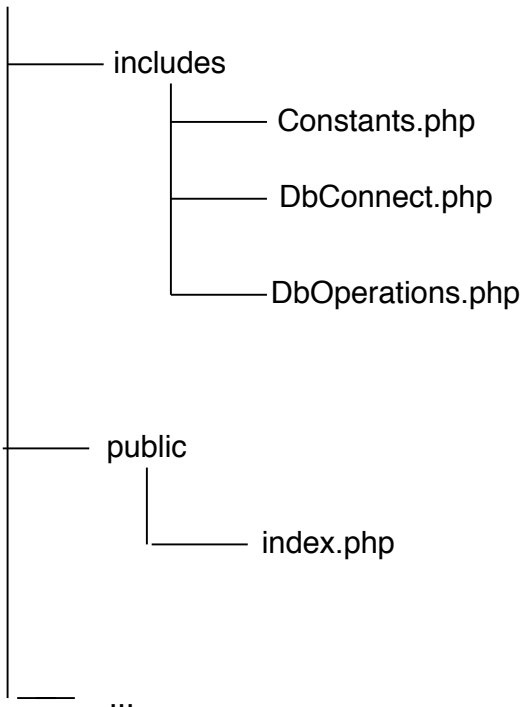 includes
Constants.php
DbConnect.php
DbOperations.php
public
index.php
...